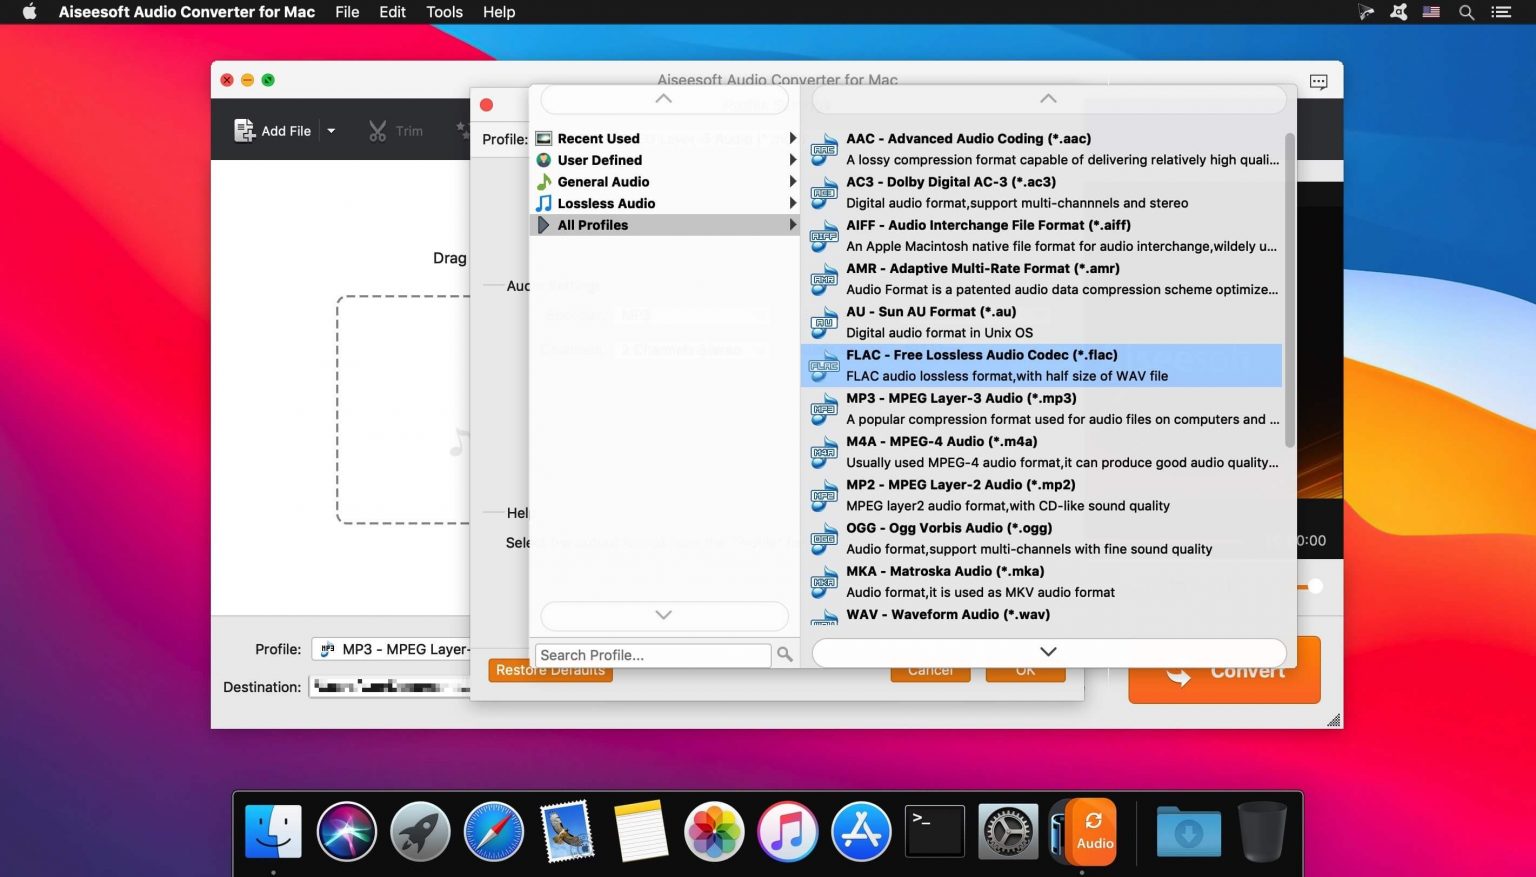 Aiseesoft Audio Converter for Mac File Edit Tools Help
Aiseesoft Audio Converter for Mac
Add File Trim
Profile:
Recent Used
User Defined
General Audio
Lossless Audio
All Profiles
Search Profile...
AAC - Advanced Audio Coding (*.aac)
A lossy compression format capable of delivering relatively high quali...
AC3 - Dolby Digital AC-3 (*.ac3)
Digital audio format,support multi-channnels and stereo
AIFF - Audio Interchange File Format (*.aiff)
An Apple Macintosh native file format for audio interchange,wildely u...
AMR - Adaptive Multi-Rate Format (*.amr)
Audio Format is a patented audio data compression scheme optimize...
AU - Sun AU Format (*.au)
Digital audio format in Unix OS
FLAC - Free Lossless Audio Codec (*.flac)
FLAC audio lossless format,with half size of WAV file
MP3 - MPEG Layer-3 Audio (*.mp3)
A popular compression format used for audio files on computers and ...
M4A - MPEG-4 Audio (*.m4a)
Usually used MPEG-4 audio format,it can produce good audio quality...
MP2 - MPEG Layer-2 Audio (*.mp2)
MPEG layer2 audio format,with CD-like sound quality
OGG - Ogg Vorbis Audio (*.ogg)
Audio format,support multi-channels with fine sound quality
MKA - Matroska Audio (*.mka)
Audio format,it is used as MKV audio format
WAV - Waveform Audio (*.wav)
Drag
MP3
2 Channels Stereo
:00
Profile: MP3 - MPEG Layer-
Destination:
Restore Defaults Cancel OK
Convert
Audio